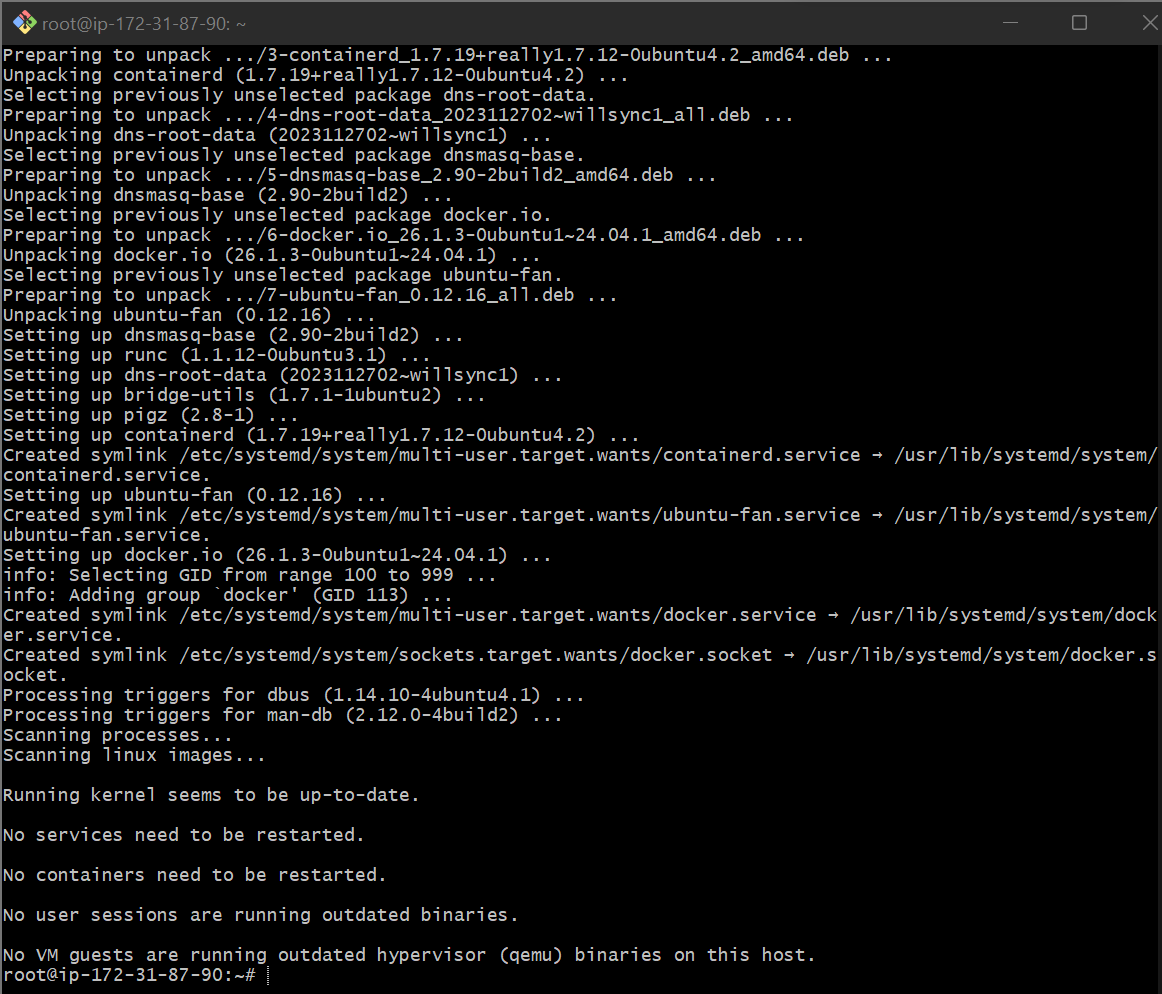 root@ip-172-31-87-90: ~
Preparing to unpack .../3-containerd_1.7.19+really1.7.12-0ubuntu4.2_amd64.deb ...
Unpacking containerd (1.7.19+really1.7.12-0ubuntu4.2) ...
Selecting previously unselected package dns-root-data.
Preparing to unpack .../4-dns-root-data_2023112702~willsync1_all.deb ...
Unpacking dns-root-data (2023112702~willsync1) ...
Selecting previously unselected package dnsmasq-base.
Preparing to unpack .../5-dnsmasq-base_2.90-2build2_amd64.deb ...
Unpacking dnsmasq-base (2.90-2build2) ...
Selecting previously unselected package docker.io.
Preparing to unpack .../6-docker.io_26.1.3-0ubuntu1~24.04.1_amd64.deb ...
Unpacking docker.io (26.1.3-0ubuntu1~24.04.1) ...
Selecting previously unselected package ubuntu-fan.
Preparing to unpack .../7-ubuntu-fan_0.12.16_all.deb ...
Unpacking ubuntu-fan (0.12.16) ...
Setting up dnsmasq-base (2.90-2build2) ...
Setting up runc (1.1.12-0ubuntu3.1) ...
Setting up dns-root-data (2023112702~willsync1) ...
Setting up bridge-utils (1.7.1-1ubuntu2) ...
Setting up pigz (2.8-1) ...
Setting up containerd (1.7.19+really1.7.12-0ubuntu4.2) ...
Created symlink /etc/systemd/system/multi-user.target.wants/containerd.service → /usr/lib/systemd/system/
containerd.service.
Setting up ubuntu-fan (0.12.16) ...
Created symlink /etc/systemd/system/multi-user.target.wants/ubuntu-fan.service → /usr/lib/systemd/system/
ubuntu-fan.service.
Setting up docker.io (26.1.3-0ubuntu1~24.04.1) ...
info: Selecting GID from range 100 to 999 ...
info: Adding group `docker' (GID 113) ...
Created symlink /etc/systemd/system/multi-user.target.wants/docker.service → /usr/lib/systemd/system/dock
er.service.
Created symlink /etc/systemd/system/sockets.target.wants/docker.socket → /usr/lib/systemd/system/docker.s
ocket.
Processing triggers for dbus (1.14.10-4ubuntu4.1) ...
Processing triggers for man-db (2.12.0-4build2) ...
Scanning processes...
Scanning linux images...
Running kernel seems to be up-to-date.
No services need to be restarted.
No containers need to be restarted.
No user sessions are running outdated binaries.
No VM guests are running outdated hypervisor (qemu) binaries on this host.
root@ip-172-31-87-90:~#